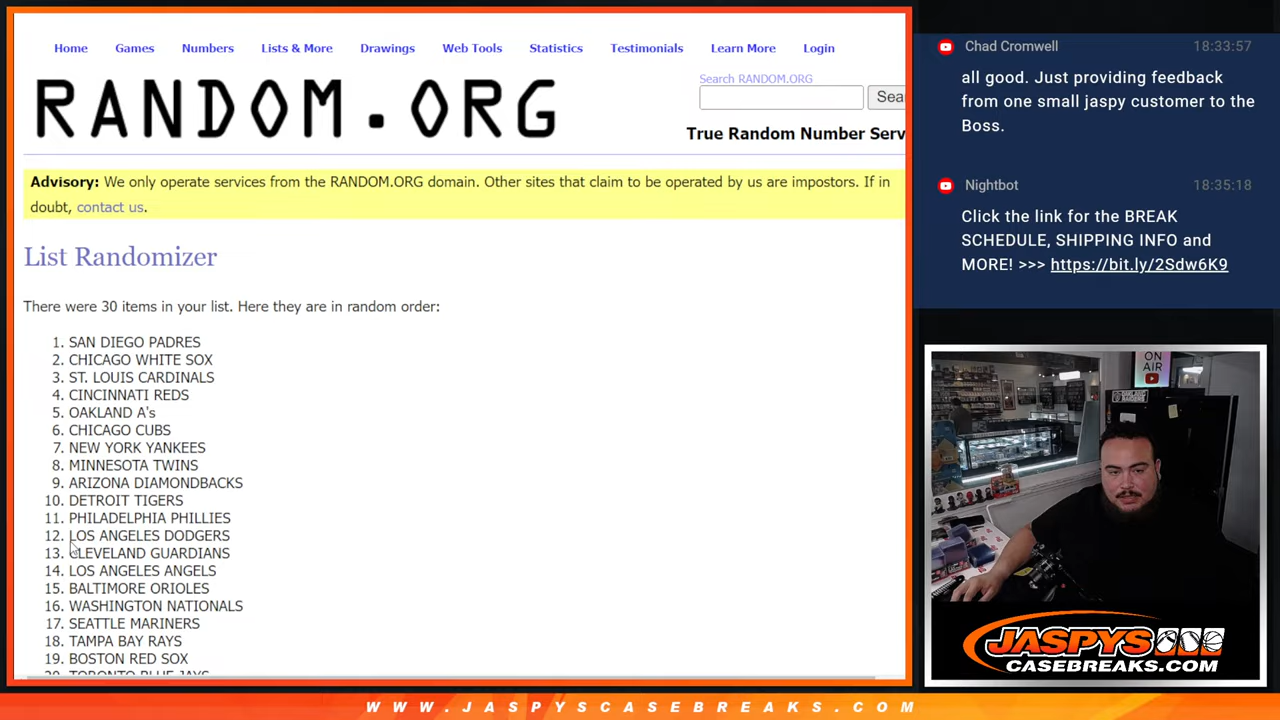 Home Games Numbers Lists & More Drawings Web Tools Statistics Testimonials Learn More Login
Search RANDOM.ORG
RANDOM.ORG
Sea
True Random Number Serv
Advisory: We only operate services from the RANDOM.ORG domain. Other sites that claim to be operated by us are impostors. If in
doubt, contact us.
List Randomizer
There were 30 items in your list. Here they are in random order:
1. SAN DIEGO PADRES
2. CHICAGO WHITE SOX
3. ST. LOUIS CARDINALS
4. CINCINNATI REDS
5. OAKLAND A's
6. CHICAGO CUBS
7. NEW YORK YANKEES
8. MINNESOTA TWINS
9. ARIZONA DIAMONDBACKS
10. DETROIT TIGERS
11. PHILADELPHIA PHILLIES
12. LOS ANGELES DODGERS
13. CLEVELAND GUARDIANS
14. LOS ANGELES ANGELS
15. BALTIMORE ORIOLES
16. WASHINGTON NATIONALS
17. SEATTLE MARINERS
18. TAMPA BAY RAYS
19. BOSTON RED SOX
20. TORONTO BLUE JAYS
Chad Cromwell 18:33:57
all good. Just providing feedback
from one small jaspy customer to the
Boss.
Nightbot 18:35:18
Click the link for the BREAK
SCHEDULE, SHIPPING INFO and
MORE! >>> https://bit.ly/2Sdw6K9
ON
AIR
JASPYS
CASEBREAKS.COM
WWW.JASPYSCASEBREAKS.COM